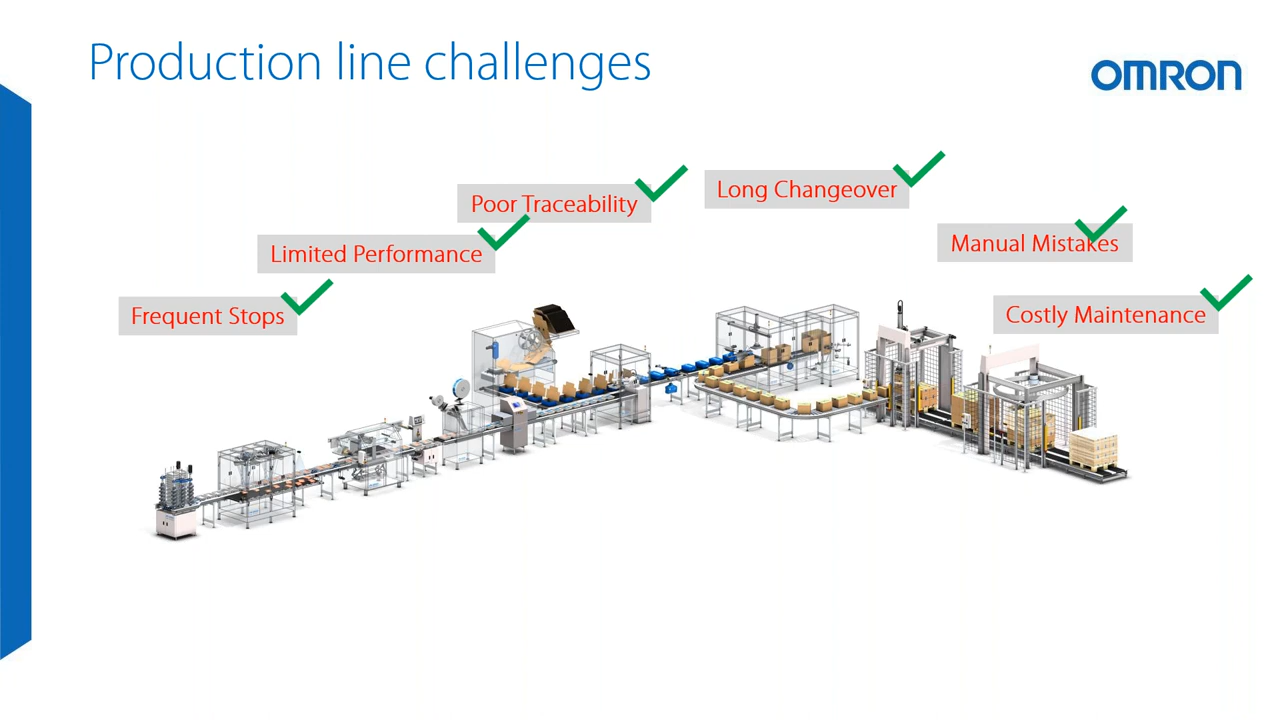 Production line challenges
OMRON
Poor Traceability
Long Changeover
Limited Performance
Manual Mistakes
Frequent Stops
Costly Maintenance